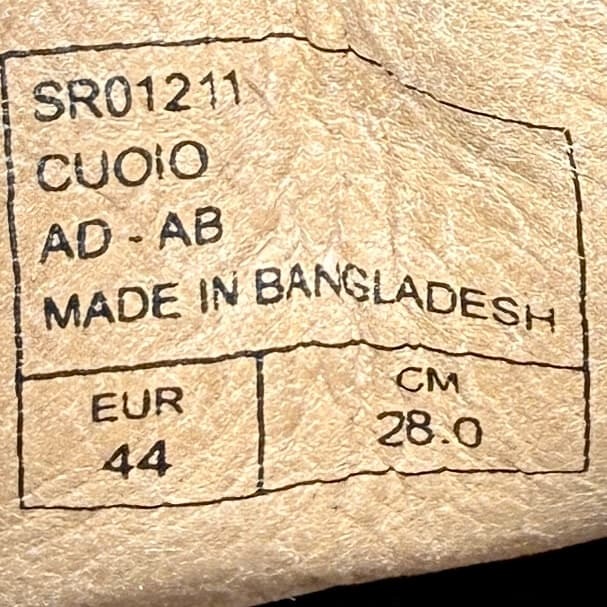 SR01211
CUOIO
AD - AB
MADE IN BANGLADESH
EUR
44
CM
28.0